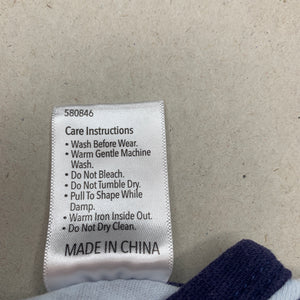 580846
Care Instructions
• Wash Before Wear.
• Warm Gentle Machine
Wash.
• Do Not Bleach.
• Do Not Tumble Dry.
• Pull To Shape While
Damp.
• Warm Iron Inside Out.
• Do Not Dry Clean.
MADE IN CHINA